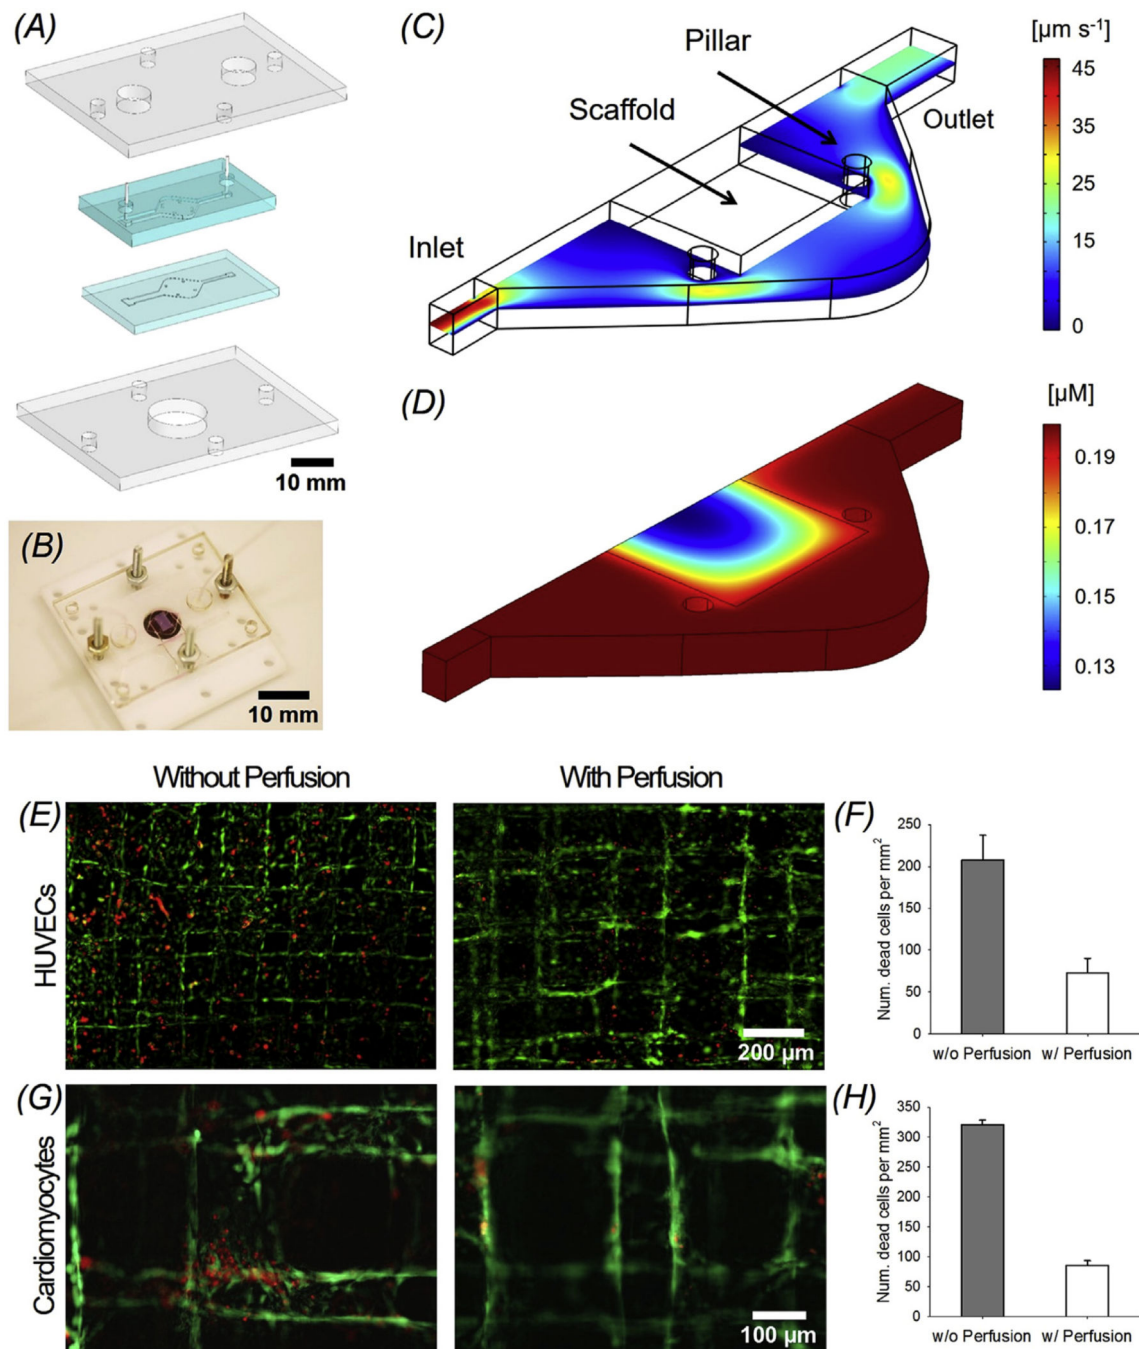 (A)
10 mm
(B)
10 mm
(C)
Pillar
Scaffold
Inlet
Outlet
[µm s⁻¹]
45
35
25
15
0
(D)
[µM]
0.19
0.17
0.15
0.13
Without Perfusion
With Perfusion
(E)
HUVECs
200 µm
(F)
Num. dead cells per mm²
250
200
150
100
50
0
w/o Perfusion
w/ Perfusion
(G)
Cardiomyocytes
100 µm
(H)
Num. dead cells per mm²
350
300
250
200
150
100
50
0
w/o Perfusion
w/ Perfusion